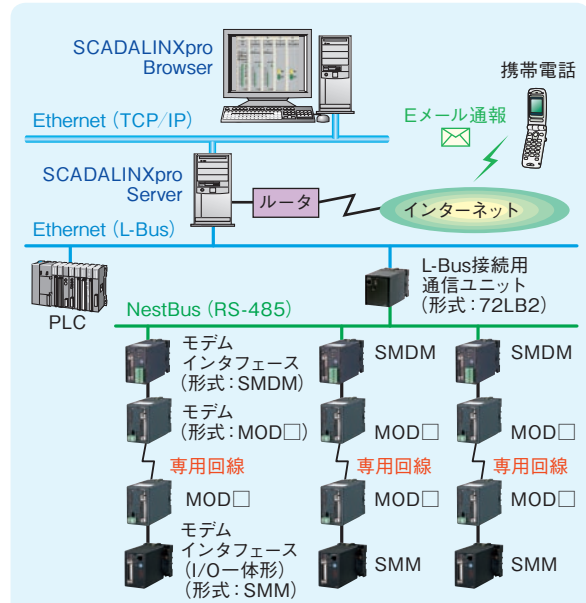 SCADALINXpro
Browser
携帯電話
Eメール通報
Ethernet (TCP/IP)
SCADALINXpro
Server
ルータ
インターネット
Ethernet (L-Bus)
L-Bus接続用
通信ユニット
(形式：72LB2)
PLC
NestBus (RS-485)
モデム
インタフェース
(形式：SMDM)
SMDM
SMDM
モデム
(形式：MOD□)
MOD□
MOD□
専用回線
専用回線
専用回線
MOD□
MOD□
MOD□
モデム
インタフェース
(I/O一体形)
(形式：SMM)
SMM
SMM